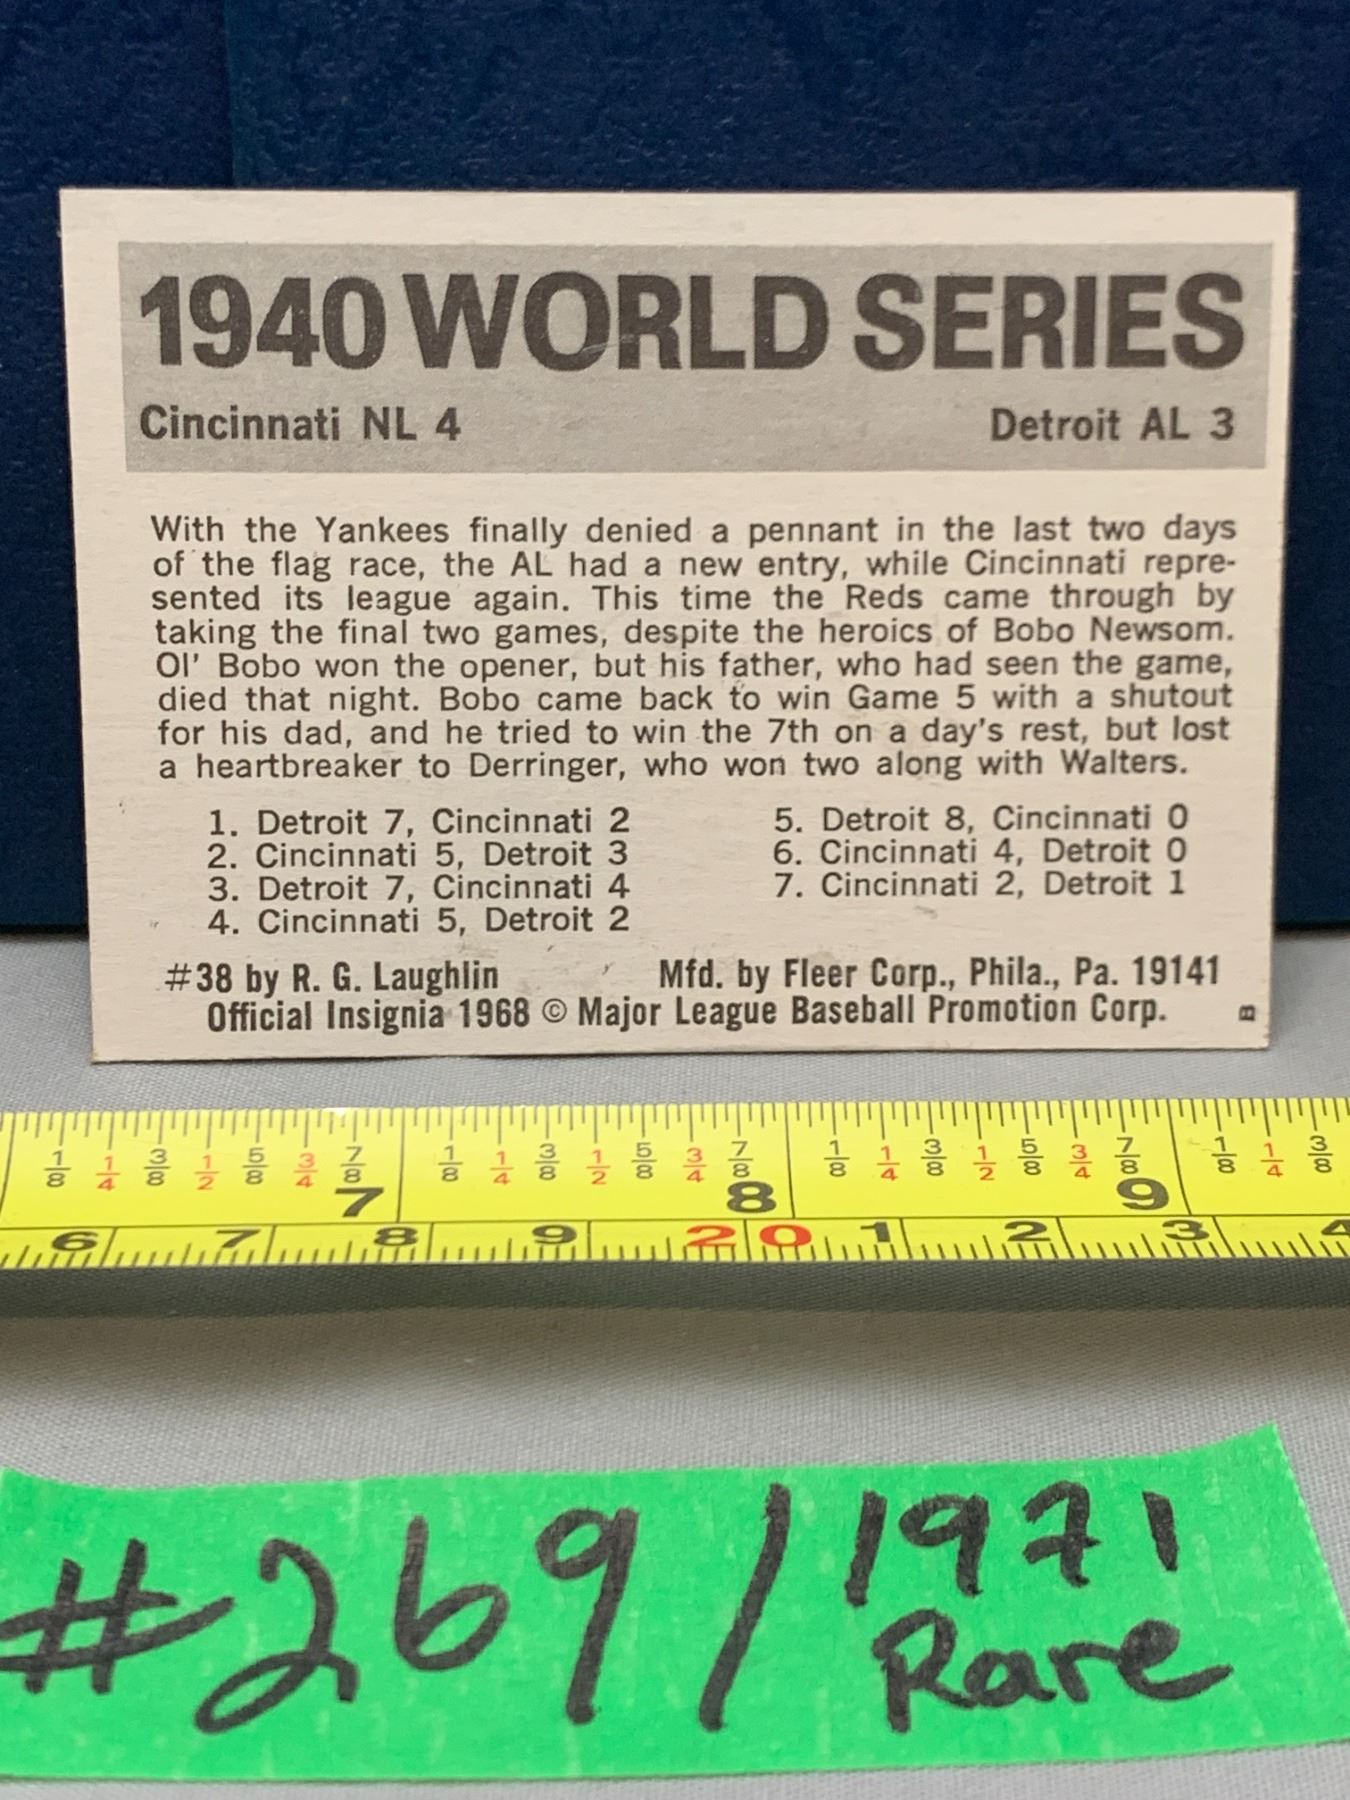 1940 WORLD SERIES
Cincinnati NL 4 Detroit AL 3
With the Yankees finally denied a pennant in the last two days
of the flag race, the AL had a new entry, while Cincinnati repre-
sented its league again. This time the Reds came through by
taking the final two games, despite the heroics of Bobo Newsom.
Ol' Bobo won the opener, but his father, who had seen the game,
died that night. Bobo came back to win Game 5 with a shutout
for his dad, and he tried to win the 7th on a day's rest, but lost
a heartbreaker to Derringer, who won two along with Walters.
1. Detroit 7, Cincinnati 2
2. Cincinnati 5, Detroit 3
3. Detroit 7, Cincinnati 4
4. Cincinnati 5, Detroit 2
5. Detroit 8, Cincinnati 0
6. Cincinnati 4, Detroit 0
7. Cincinnati 2, Detroit 1
#38 by R. G. Laughlin Mfd. by Fleer Corp., Phila., Pa. 19141
Official Insignia 1968 © Major League Baseball Promotion Corp. B
1/8 1/4 3/8 1/2 5/8 3/4 7/8 1/8 1/4 3/8 1/2 5/8 3/4 7/8 1/8 1/4 3/8 1/2 5/8 3/4 7/8 1/8 1/4 3/8
7 8 9
6 7 8 9 20 1 2 3 4
#269/1971
Rare